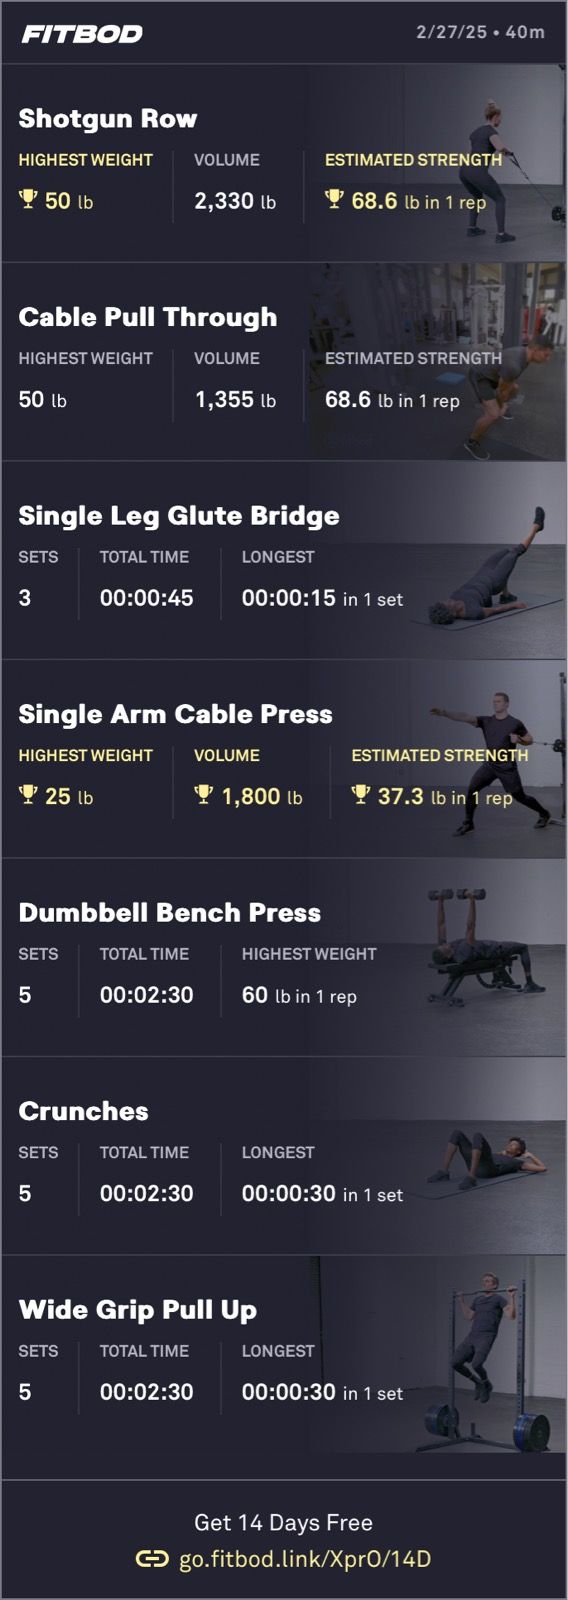 FITBOD
2/27/25 • 40m
Shotgun Row
HIGHEST WEIGHT VOLUME ESTIMATED STRENGTH
50 lb 2,330 lb 68.6 lb in 1 rep
Cable Pull Through
HIGHEST WEIGHT VOLUME ESTIMATED STRENGTH
50 lb 1,355 lb 68.6 lb in 1 rep
Single Leg Glute Bridge
SETS TOTAL TIME LONGEST
3 00:00:45 00:00:15 in 1 set
Single Arm Cable Press
HIGHEST WEIGHT VOLUME ESTIMATED STRENGTH
25 lb 1,800 lb 37.3 lb in 1 rep
Dumbbell Bench Press
SETS TOTAL TIME HIGHEST WEIGHT
5 00:02:30 60 lb in 1 rep
Crunches
SETS TOTAL TIME LONGEST
5 00:02:30 00:00:30 in 1 set
Wide Grip Pull Up
SETS TOTAL TIME LONGEST
5 00:02:30 00:00:30 in 1 set
Get 14 Days Free
go.fitbod.link/XprO/14D